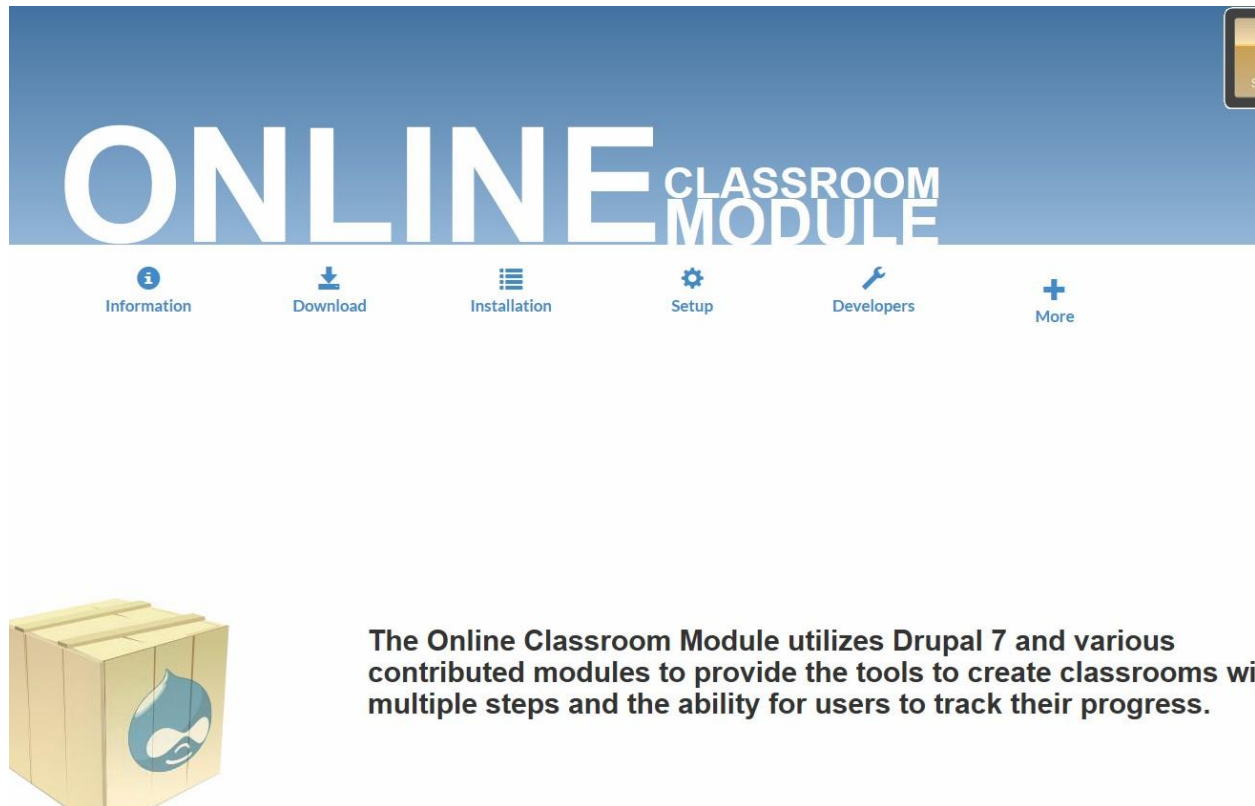 ONLINE
CLASSROOM
MODULE
Information
Download
Installation
Setup
Developers
More
The Online Classroom Module utilizes Drupal 7 and various
contributed modules to provide the tools to create classrooms
multiple steps and the ability for users to track their progress.